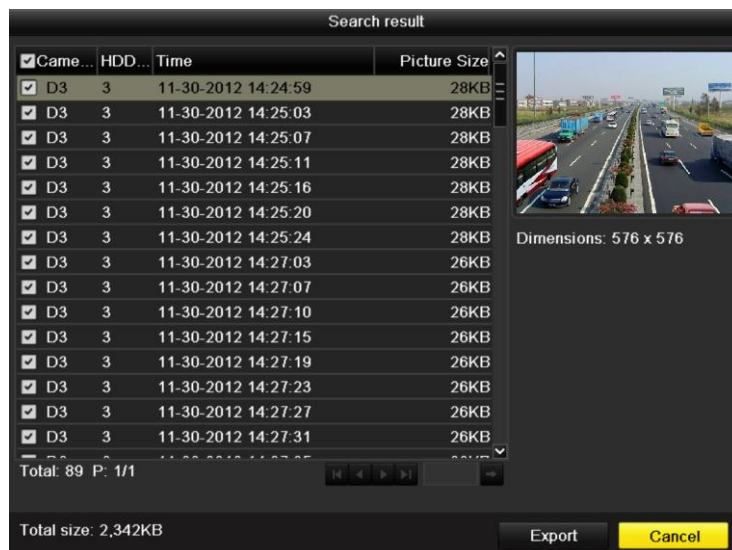 Search result
Came... HDD... Time Picture Size
D3 3 11-30-2012 14:24:59 28KB
D3 3 11-30-2012 14:25:03 28KB
D3 3 11-30-2012 14:25:07 28KB
D3 3 11-30-2012 14:25:11 28KB
D3 3 11-30-2012 14:25:16 28KB
D3 3 11-30-2012 14:25:20 28KB
D3 3 11-30-2012 14:25:24 28KB
D3 3 11-30-2012 14:27:03 26KB
D3 3 11-30-2012 14:27:07 26KB
D3 3 11-30-2012 14:27:10 26KB
D3 3 11-30-2012 14:27:15 26KB
D3 3 11-30-2012 14:27:19 26KB
D3 3 11-30-2012 14:27:23 26KB
D3 3 11-30-2012 14:27:27 26KB
D3 3 11-30-2012 14:27:31 26KB
Total: 89 P: 1/1
Dimensions: 576 x 576
Total size: 2,342KB
Export
Cancel